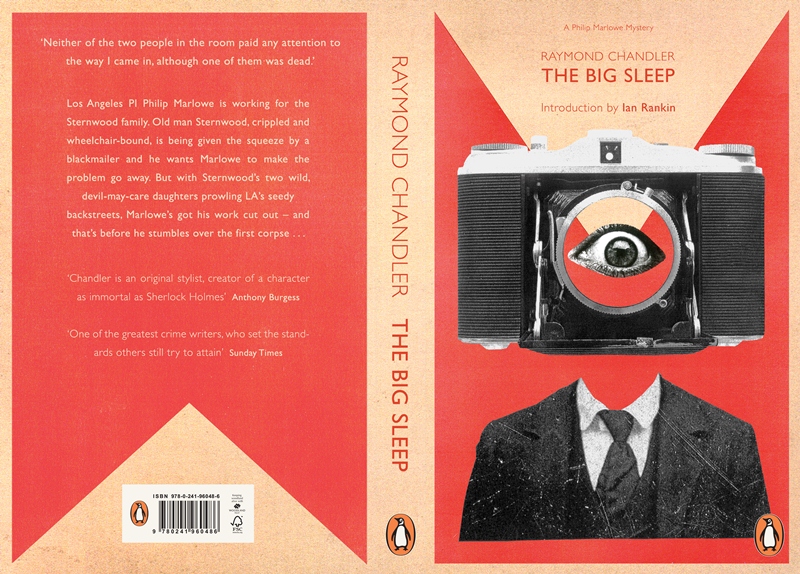 'Neither of the two people in the room paid any attention to
the way I came in, although one of them was dead.'
Los Angeles PI Philip Marlowe is working for the
Sternwood family. Old man Sternwood, crippled and
wheelchair-bound, is being given the squeeze by a
blackmailer and he wants Marlowe to make the
problem go away. But with Sternwood's two wild,
devil-may-care daughters prowling LA's seedy
backstreets, Marlowe's got his work cut out – and
that's before he stumbles over the first corpse . . .
'Chandler is an original stylist, creator of a character
as immortal as Sherlock Holmes' Anthony Burgess
'One of the greatest crime writers, who set the stand-
ards others still try to attain' Sunday Times
ISBN 978-0-241-96048-6
9 780241 960486
FSC
RAYMOND CHANDLER THE BIG SLEEP
A Philip Marlowe Mystery
RAYMOND CHANDLER
THE BIG SLEEP
Introduction by Ian Rankin